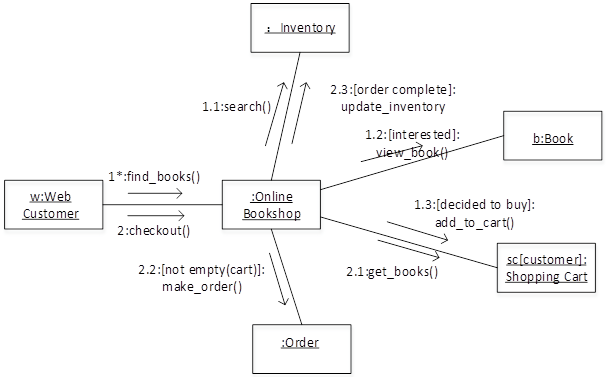 : Inventory
2.3:[order complete]:
update_inventory
1.1:search()
1.2:[interested]:
view_book()
b:Book
1*:find_books()
w:Web
Customer
:Online
Bookshop
2:checkout()
1.3:[decided to buy]:
add_to_cart()
2.2:[not empty(cart)]:
make_order()
2.1:get_books()
sc[customer]:
Shopping Cart
:Order